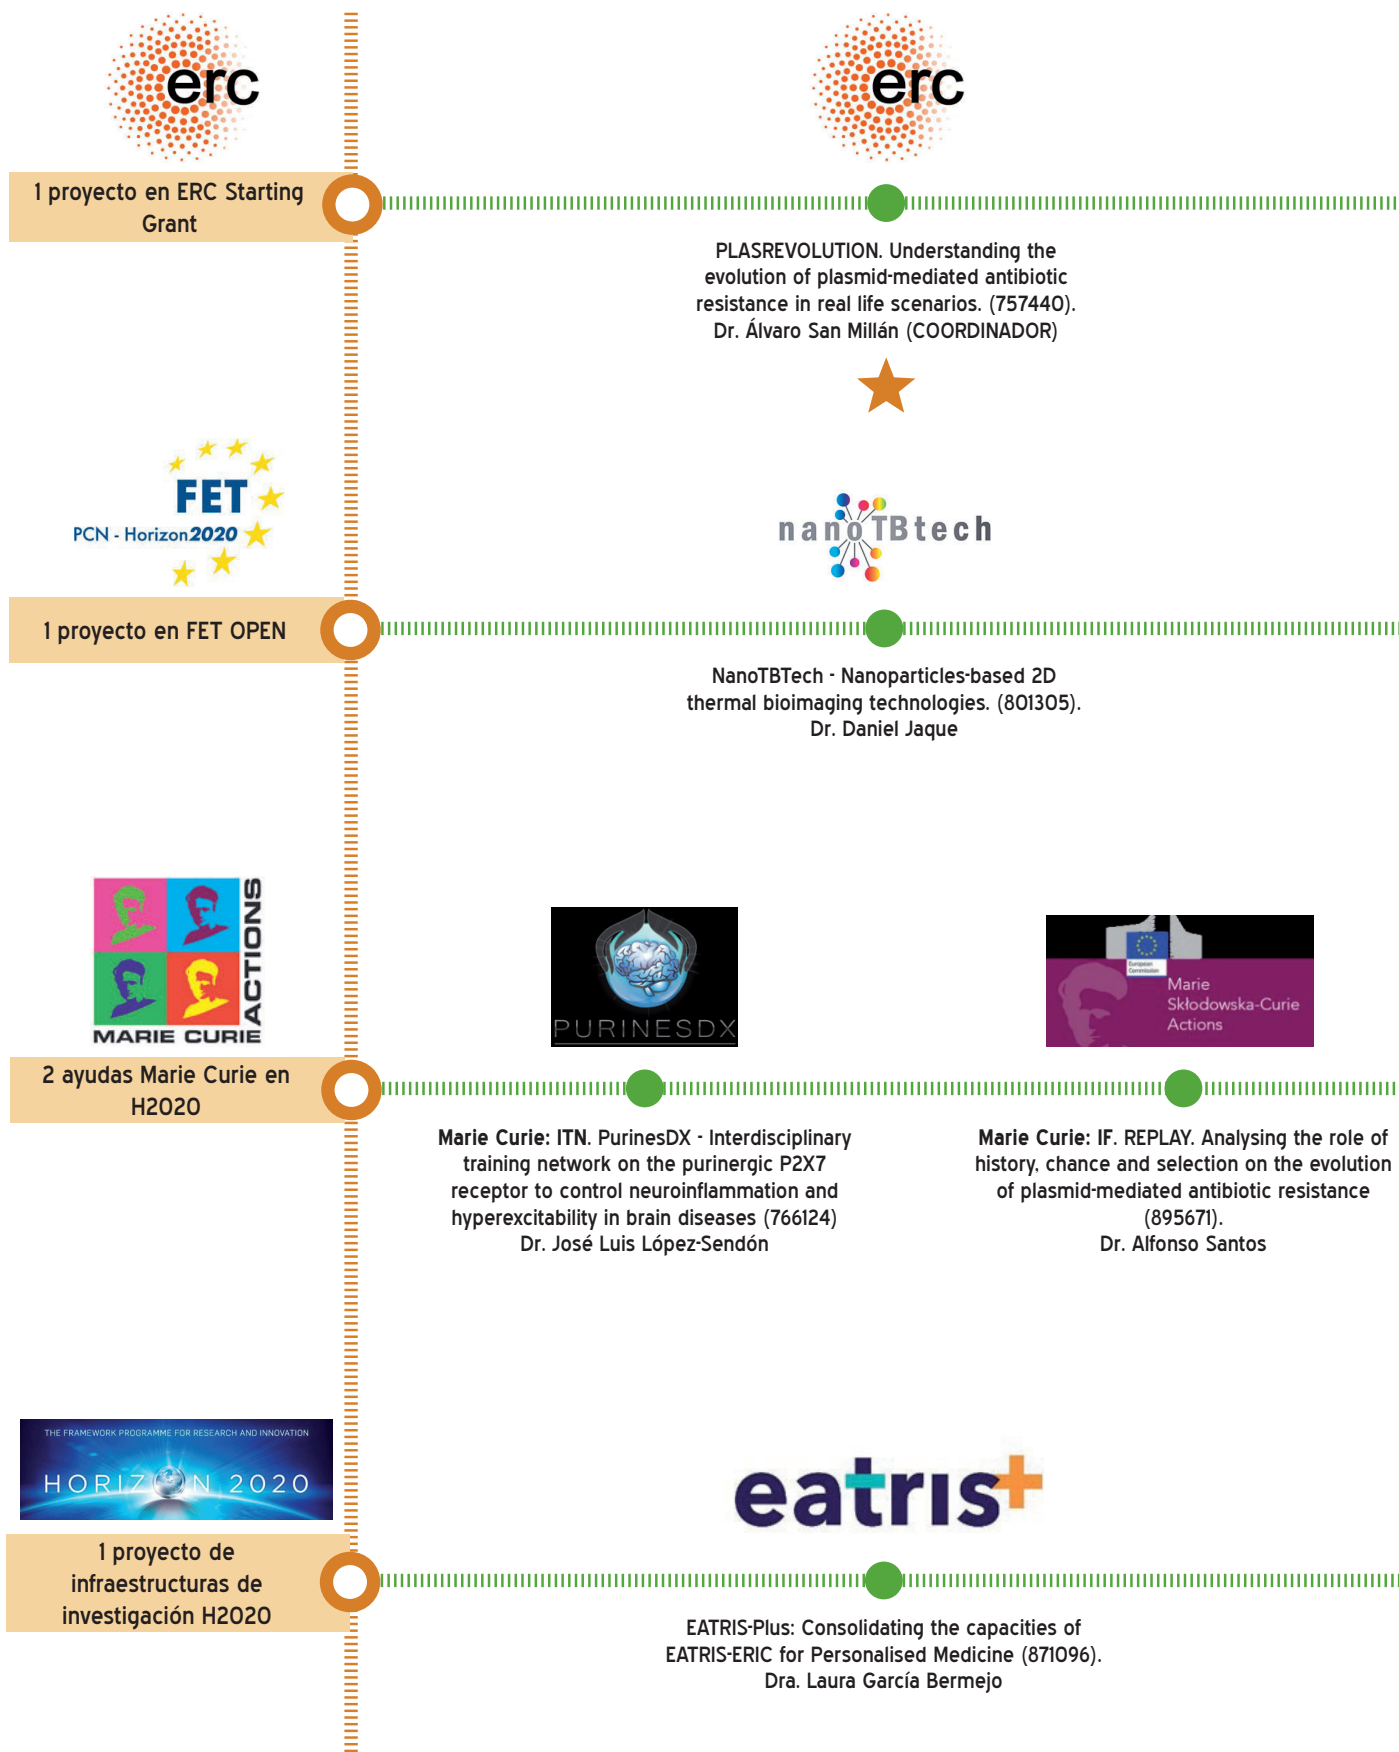 erc
erc
1 proyecto en ERC Starting
Grant
PLASREVOLUTION. Understanding the
evolution of plasmid-mediated antibiotic
resistance in real life scenarios. (757440).
Dr. Álvaro San Millán (COORDINADOR)
FET
PCN - Horizon2020
nanoTBtech
1 proyecto en FET OPEN
NanoTBTech - Nanoparticles-based 2D
thermal bioimaging technologies. (801305).
Dr. Daniel Jaque
MARIE CURIE
ACTIONS
PURINESDX
European
Commission
Marie
Skłodowska-Curie
Actions
2 ayudas Marie Curie en
H2020
Marie Curie: ITN. PurinesDX - Interdisciplinary
training network on the purinergic P2X7
receptor to control neuroinflammation and
hyperexcitability in brain diseases (766124)
Dr. José Luis López-Sendón
Marie Curie: IF. REPLAY. Analysing the role of
history, chance and selection on the evolution
of plasmid-mediated antibiotic resistance
(895671).
Dr. Alfonso Santos
THE FRAMEWORK PROGRAMME FOR RESEARCH AND INNOVATION
HORIZON 2020
eatris+
1 proyecto de
infraestructuras de
investigación H2020
EATRIS-Plus: Consolidating the capacities of
EATRIS-ERIC for Personalised Medicine (871096).
Dra. Laura García Bermejo